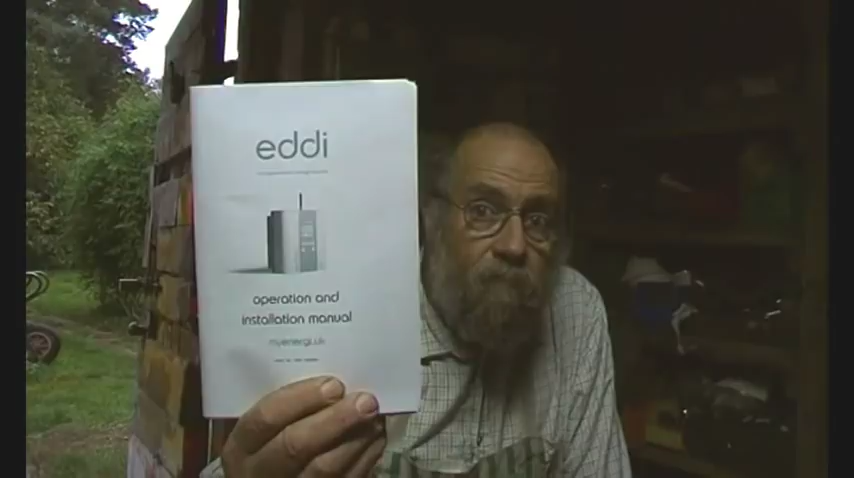 eddi
operation and
installation manual
myenergi.uk